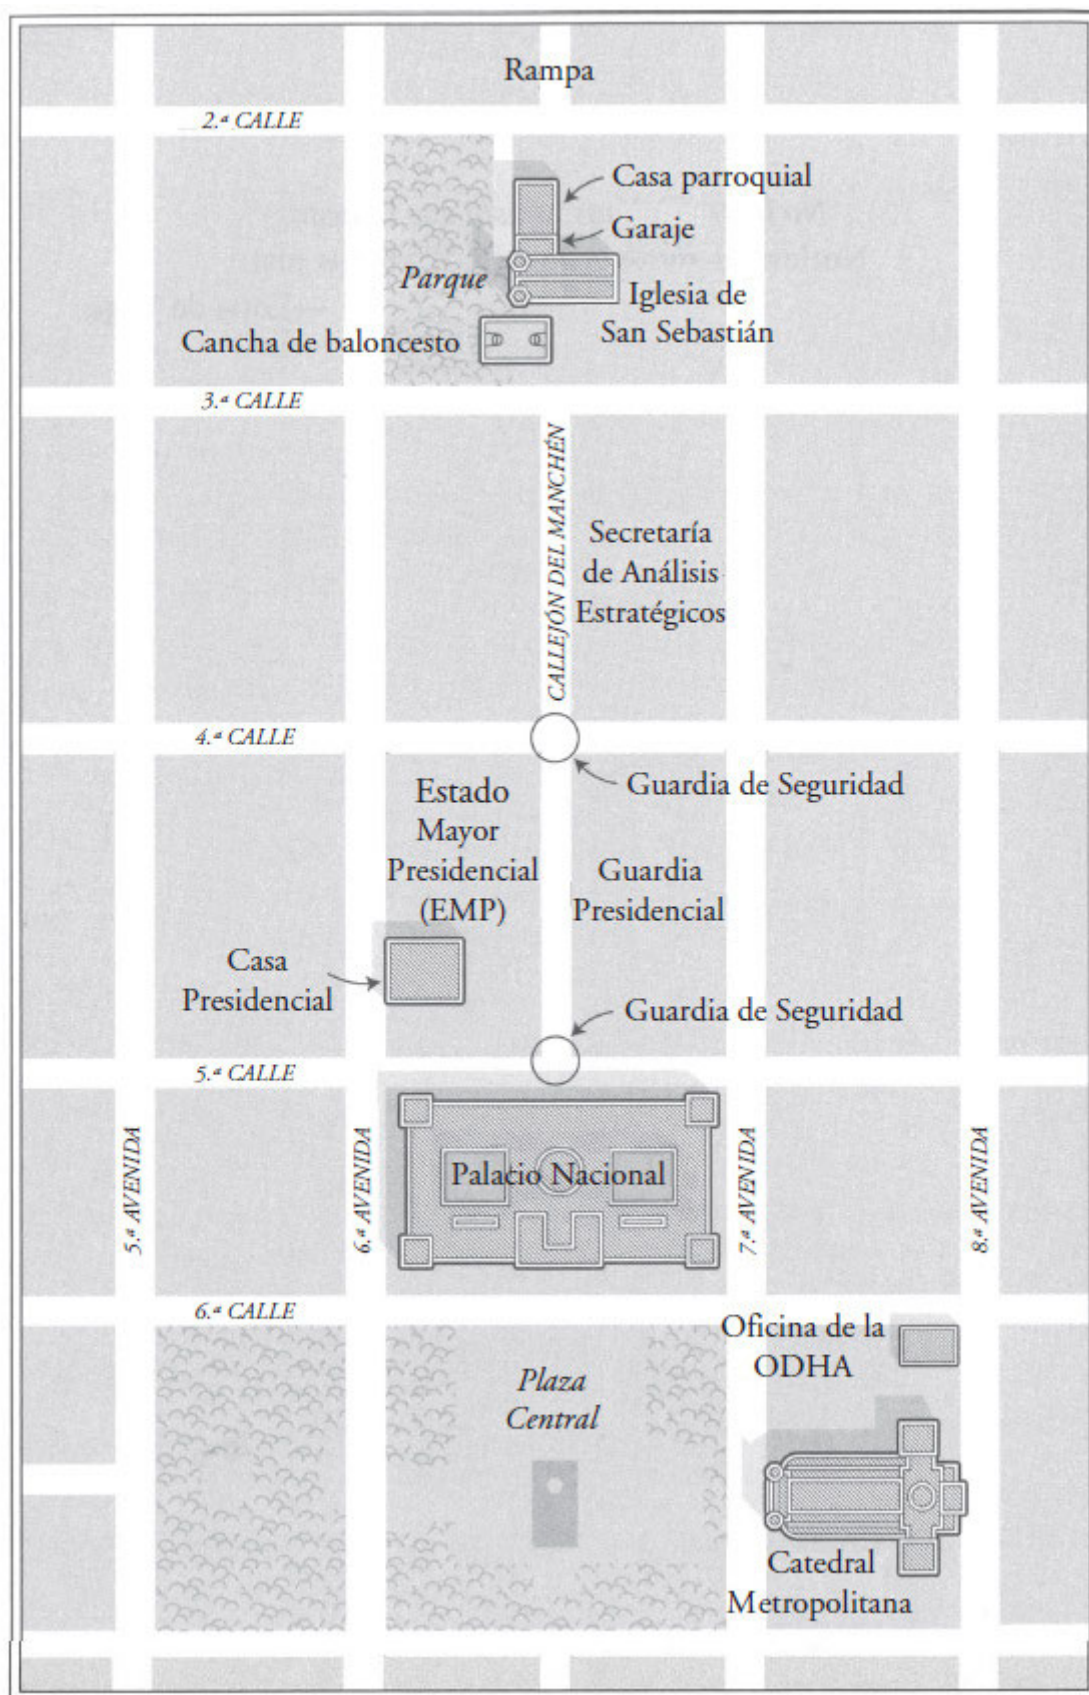 Rampa
2.ª CALLE
Casa parroquial
Garaje
Parque
Iglesia de
San Sebastián
Cancha de baloncesto
3.ª CALLE
CALLEJÓN DEL MANCHÉN
Secretaría
de Análisis
Estratégicos
4.ª CALLE
Guardia de Seguridad
Estado
Mayor
Presidencial
(EMP)
Guardia
Presidencial
Casa
Presidencial
Guardia de Seguridad
5.ª CALLE
5.ª AVENIDA
6.ª AVENIDA
Palacio Nacional
7.ª AVENIDA
8.ª AVENIDA
6.ª CALLE
Oficina de la
ODHA
Plaza
Central
Catedral
Metropolitana